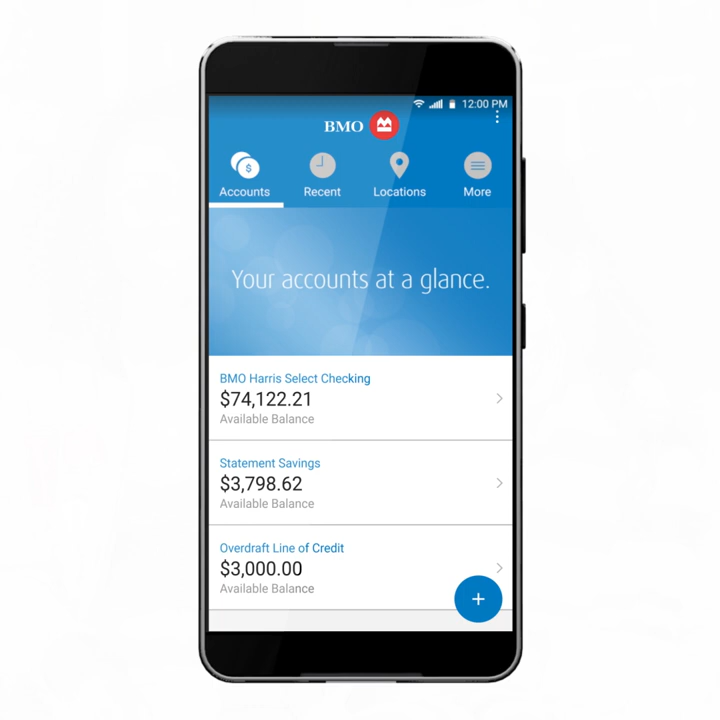 12:00 PM
BMO
Accounts
Recent
Locations
More
Your accounts at a glance.
BMO Harris Select Checking
$74,122.21
Available Balance
Statement Savings
$3,798.62
Available Balance
Overdraft Line of Credit
$3,000.00
Available Balance
+